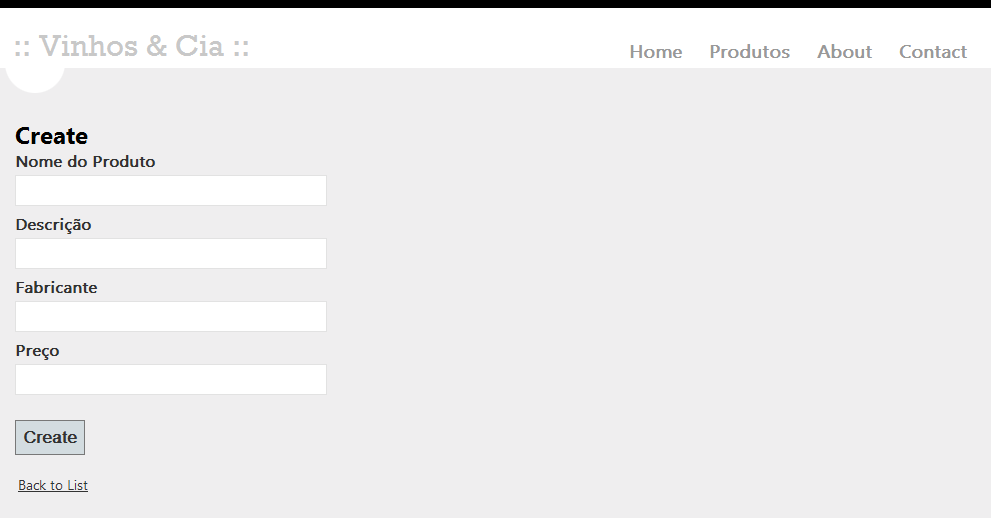 :: Vinhos & Cia ::
Home Produtos About Contact
Create
Nome do Produto
Descrição
Fabricante
Preço
Create
Back to List